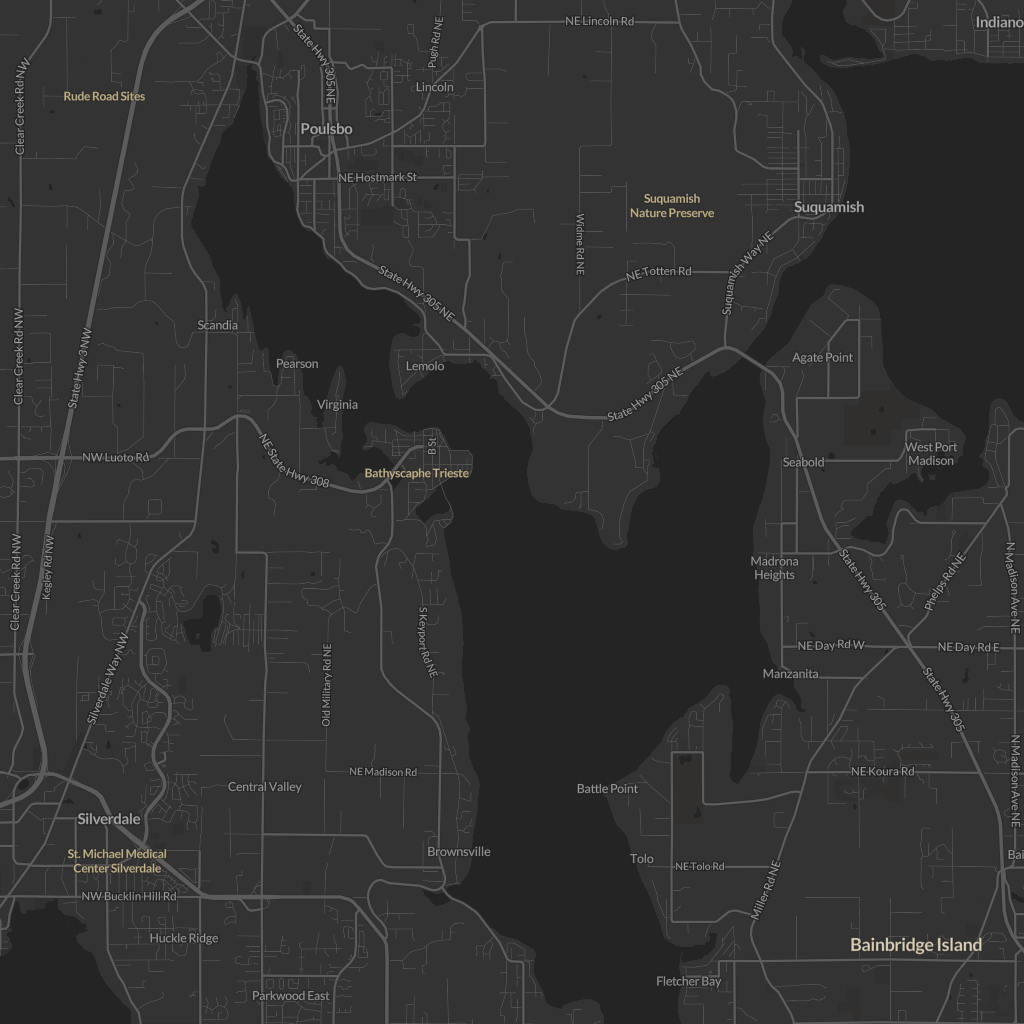 NE Lincoln Rd
Indiano
State Hwy 305 NE
Pugh Rd NE
Clear Creek Rd NW
Rude Road Sites
Lincoln
Poulsbo
NE Hostmark St
Suquamish
Nature Preserve
Suquamish
Widme Rd NE
Suquamish Way NE
NE Totten Rd
State Hwy 305 NE
Scandia
Clear Creek Rd NW
State Hwy 3 NW
Pearson
Lemolo
Agate Point
State Hwy 305 NE
Virginia
B St
NW Luoto Rd
NE State Hwy 308
Bathyscaphe Trieste
Seabold
West Port
Madison
Clear Creek Rd NW
Kegley Rd NW
Madrona
Heights
State Hwy 305
Phelps Rd NE
N Madison Ave NE
S Keyport Rd NE
Silverdale Way NW
Old Military Rd NE
NE Day Rd W
NE Day Rd E
Manzanita
State Hwy 305
N Madison Ave NE
Central Valley
NE Madison Rd
Battle Point
NE Koura Rd
Silverdale
St. Michael Medical
Center Silverdale
Brownsville
Tolo
NE Tolo Rd
Bai
NW Bucklin Hill Rd
Miller Rd NE
Huckle Ridge
Bainbridge Island
Fletcher Bay
Parkwood East